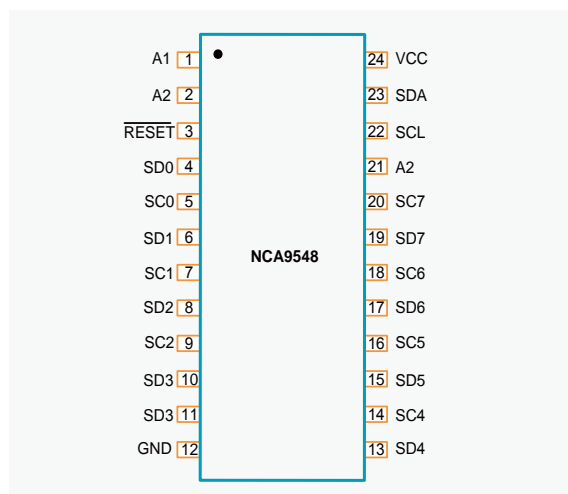 A1 1 24 VCC
A2 2 23 SDA
RESET 3 22 SCL
SD0 4 21 A2
SC0 5 20 SC7
SD1 6 19 SD7
NCA9548
SC1 7 18 SC6
SD2 8 17 SD6
SC2 9 16 SC5
SD3 10 15 SD5
SD3 11 14 SC4
GND 12 13 SD4